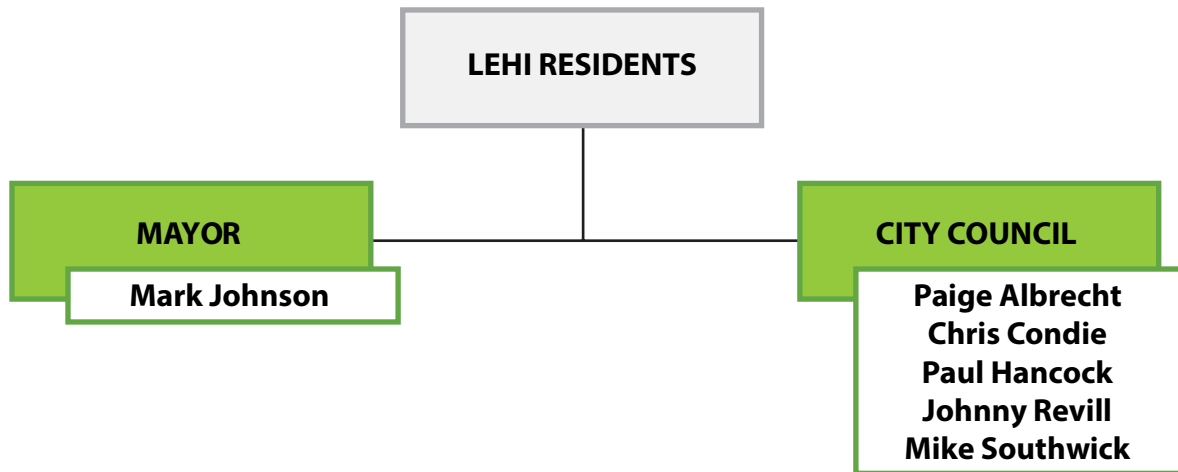 LEHI RESIDENTS
MAYOR
Mark Johnson
CITY COUNCIL
Paige Albrecht
Chris Condie
Paul Hancock
Johnny Revill
Mike Southwick